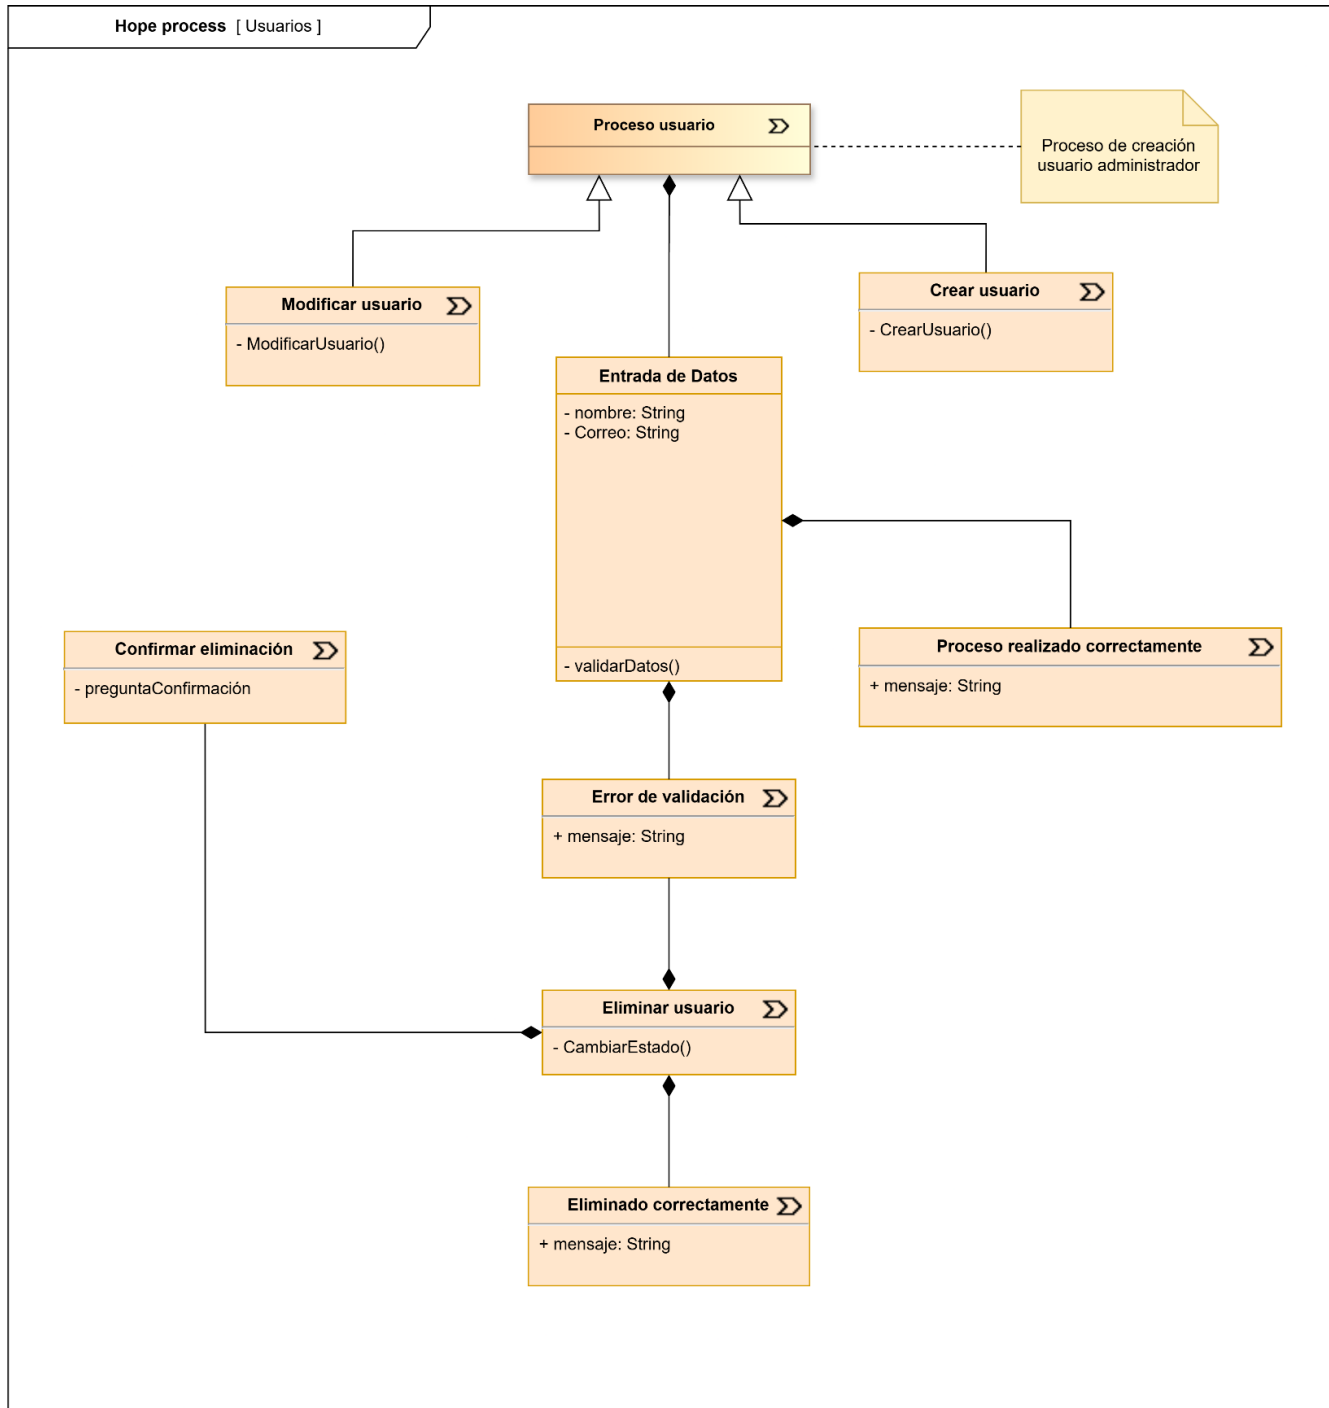 Hope process [ Usuarios ]
Proceso usuario
Proceso de creación
usuario administrador
Modificar usuario
- ModificarUsuario()
Crear usuario
- CrearUsuario()
Entrada de Datos
- nombre: String
- Correo: String
- validarDatos()
Confirmar eliminación
- preguntaConfirmación
Proceso realizado correctamente
+ mensaje: String
Error de validación
+ mensaje: String
Eliminar usuario
- CambiarEstado()
Eliminado correctamente
+ mensaje: String